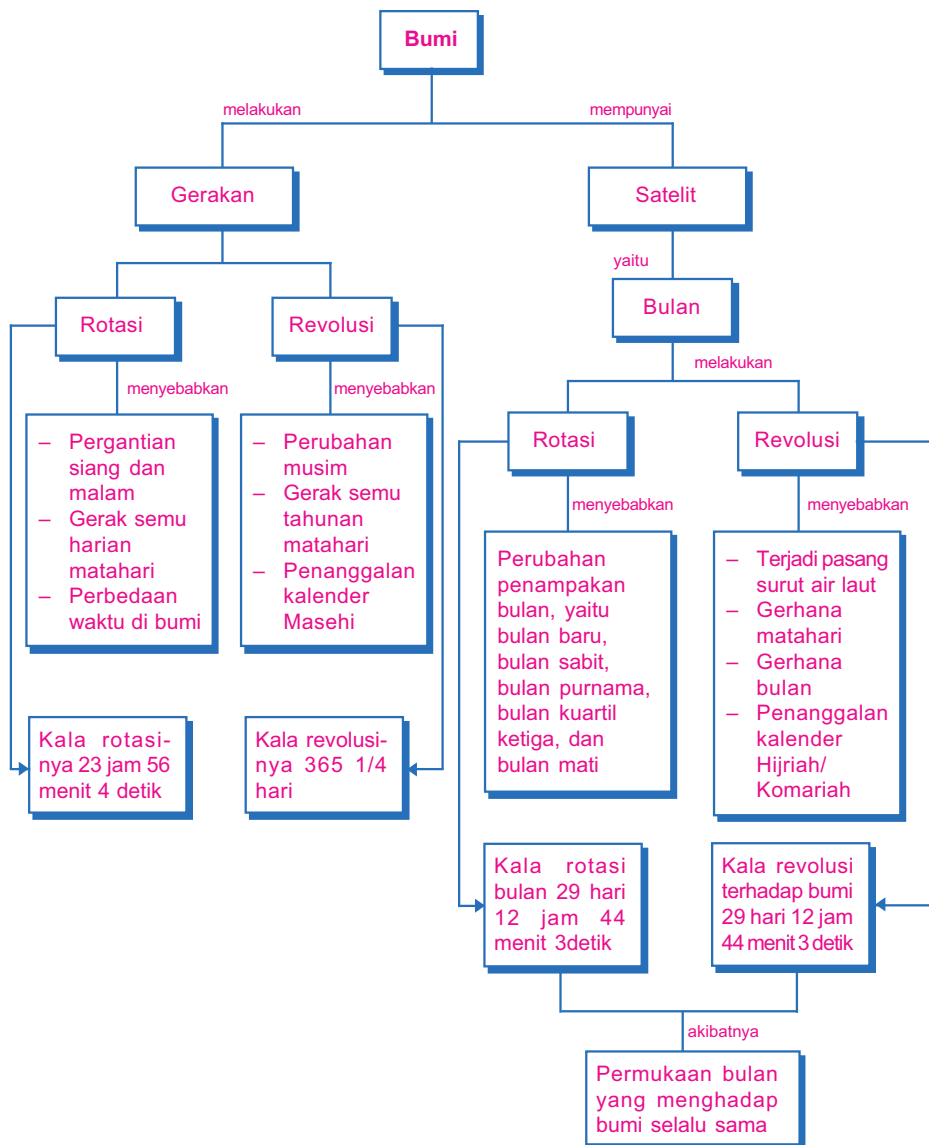 Bumi
melakukan
mempunyai
Gerakan
Satelit
yaitu
Rotasi
Revolusi
Bulan
menyebabkan
menyebabkan
melakukan
– Pergantian
siang dan
malam
– Gerak semu
harian
matahari
– Perbedaan
waktu di bumi
– Perubahan
musim
– Gerak semu
tahunan
matahari
– Penanggalan
kalender
Masehi
Rotasi
Revolusi
menyebabkan
menyebabkan
Perubahan
penampakan
bulan, yaitu
bulan baru,
bulan sabit,
bulan purnama,
bulan kuartil
ketiga, dan
bulan mati
– Terjadi pasang
surut air laut
– Gerhana
matahari
– Gerhana
bulan
– Penanggalan
kalender
Hijriah/
Komariah
Kala rotasi-
nya 23 jam 56
menit 4 detik
Kala revolusi-
nya 365 1/4
hari
Kala rotasi
bulan 29 hari
12 jam 44
menit 3detik
Kala revolusi
terhadap bumi
29 hari 12 jam
44 menit 3 detik
akibatnya
Permukaan bulan
yang menghadap
bumi selalu sama